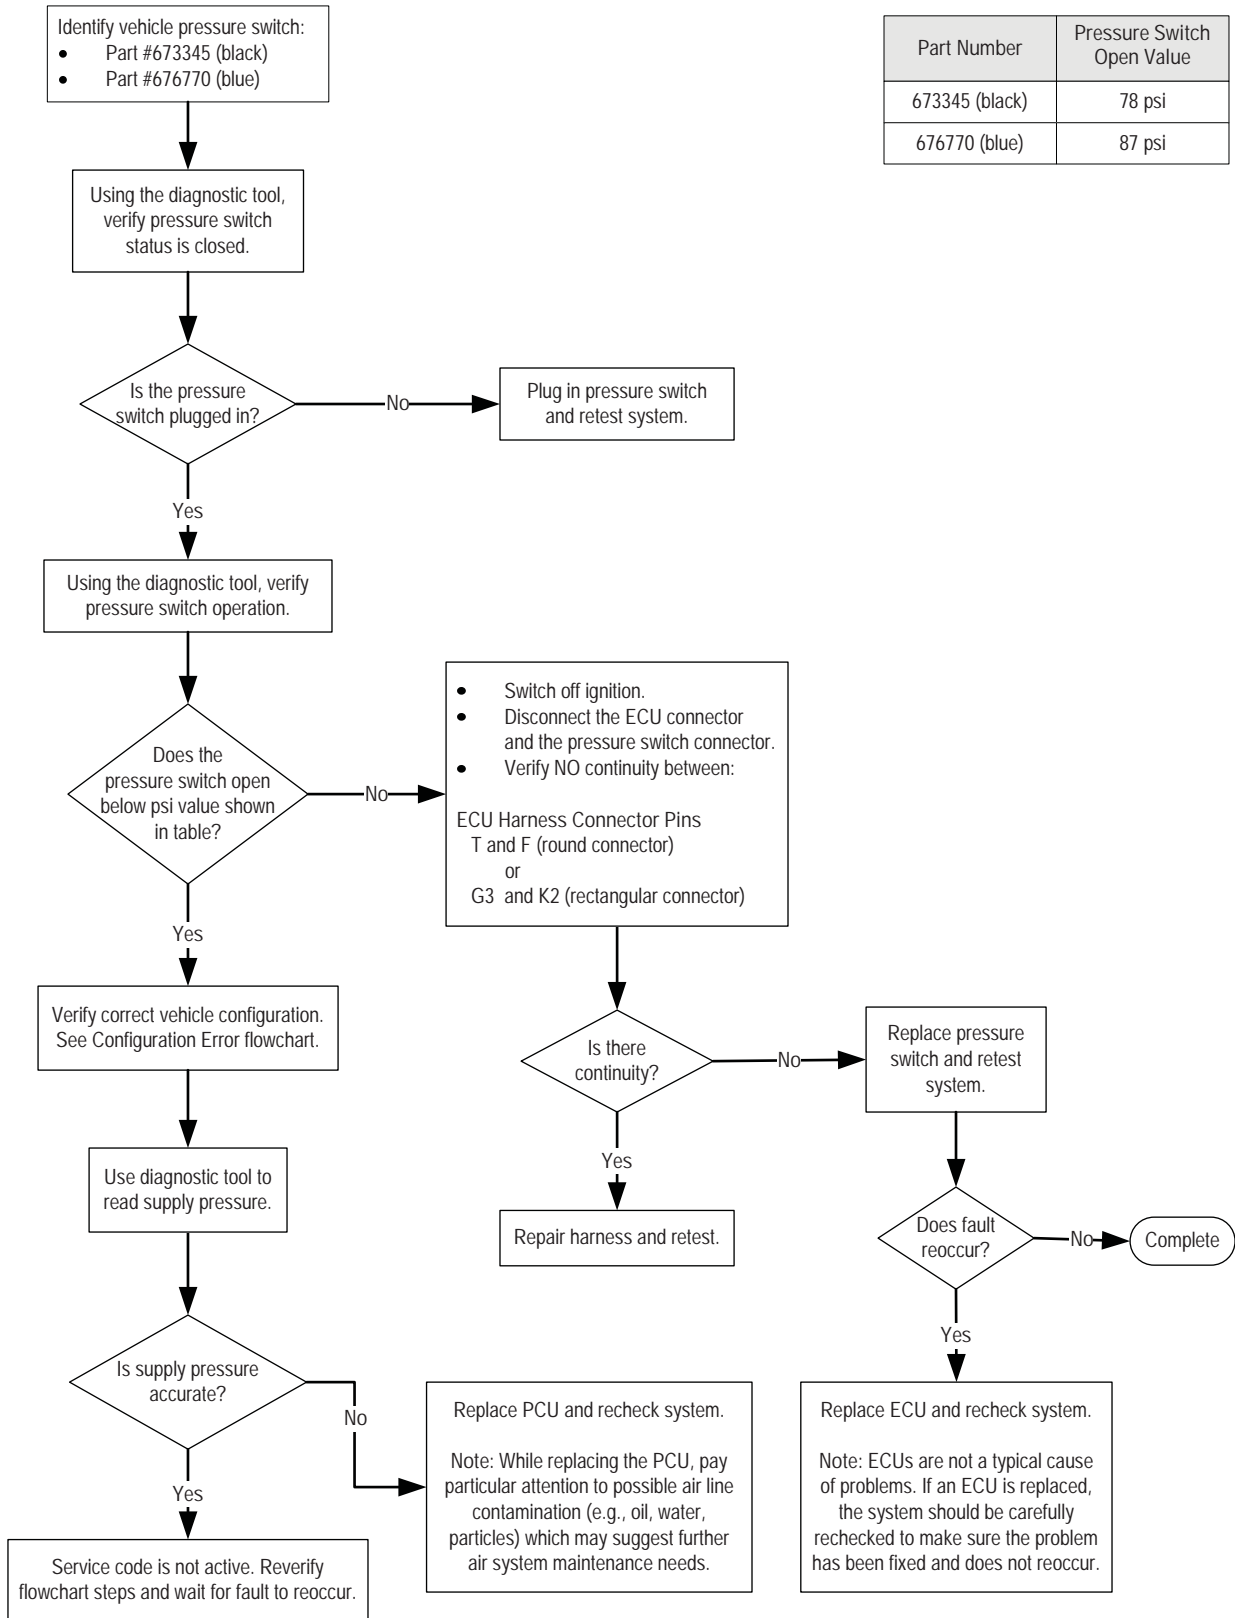 Identify vehicle pressure switch:
• Part #673345 (black)
• Part #676770 (blue)
Part Number
Pressure Switch
Open Value
673345 (black)
78 psi
676770 (blue)
87 psi
Using the diagnostic tool,
verify pressure switch
status is closed.
Is the pressure
switch plugged in?
No
Plug in pressure switch
and retest system.
Yes
Using the diagnostic tool, verify
pressure switch operation.
Does the
pressure switch open
below psi value shown
in table?
No
• Switch off ignition.
• Disconnect the ECU connector
and the pressure switch connector.
• Verify NO continuity between:
ECU Harness Connector Pins
T and F (round connector)
or
G3 and K2 (rectangular connector)
Yes
Verify correct vehicle configuration.
See Configuration Error flowchart.
Is there
continuity?
No
Replace pressure
switch and retest
system.
Yes
Repair harness and retest.
Use diagnostic tool to
read supply pressure.
Does fault
reoccur?
No
Complete
Yes
Is supply pressure
accurate?
No
Replace PCU and recheck system.
Note: While replacing the PCU, pay
particular attention to possible air line
contamination (e.g., oil, water,
particles) which may suggest further
air system maintenance needs.
Replace ECU and recheck system.
Note: ECUs are not a typical cause
of problems. If an ECU is replaced,
the system should be carefully
rechecked to make sure the problem
has been fixed and does not reoccur.
Yes
Service code is not active. Reverify
flowchart steps and wait for fault to reoccur.